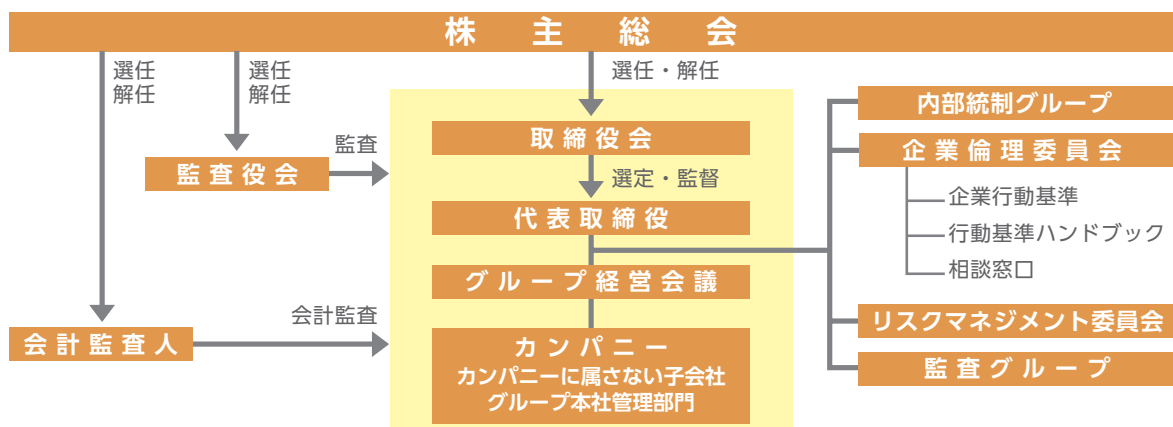 株主総会
選任
解任
選任
解任
選任・解任
監査役会
監査
会計監査人
会計監査
取締役会
選定・監督
代表取締役
グループ経営会議
カンパニー
カンパニーに属さない子会社
グループ本社管理部門
内部統制グループ
企業倫理委員会
企業行動基準
行動基準ハンドブック
相談窓口
リスクマネジメント委員会
監査グループ